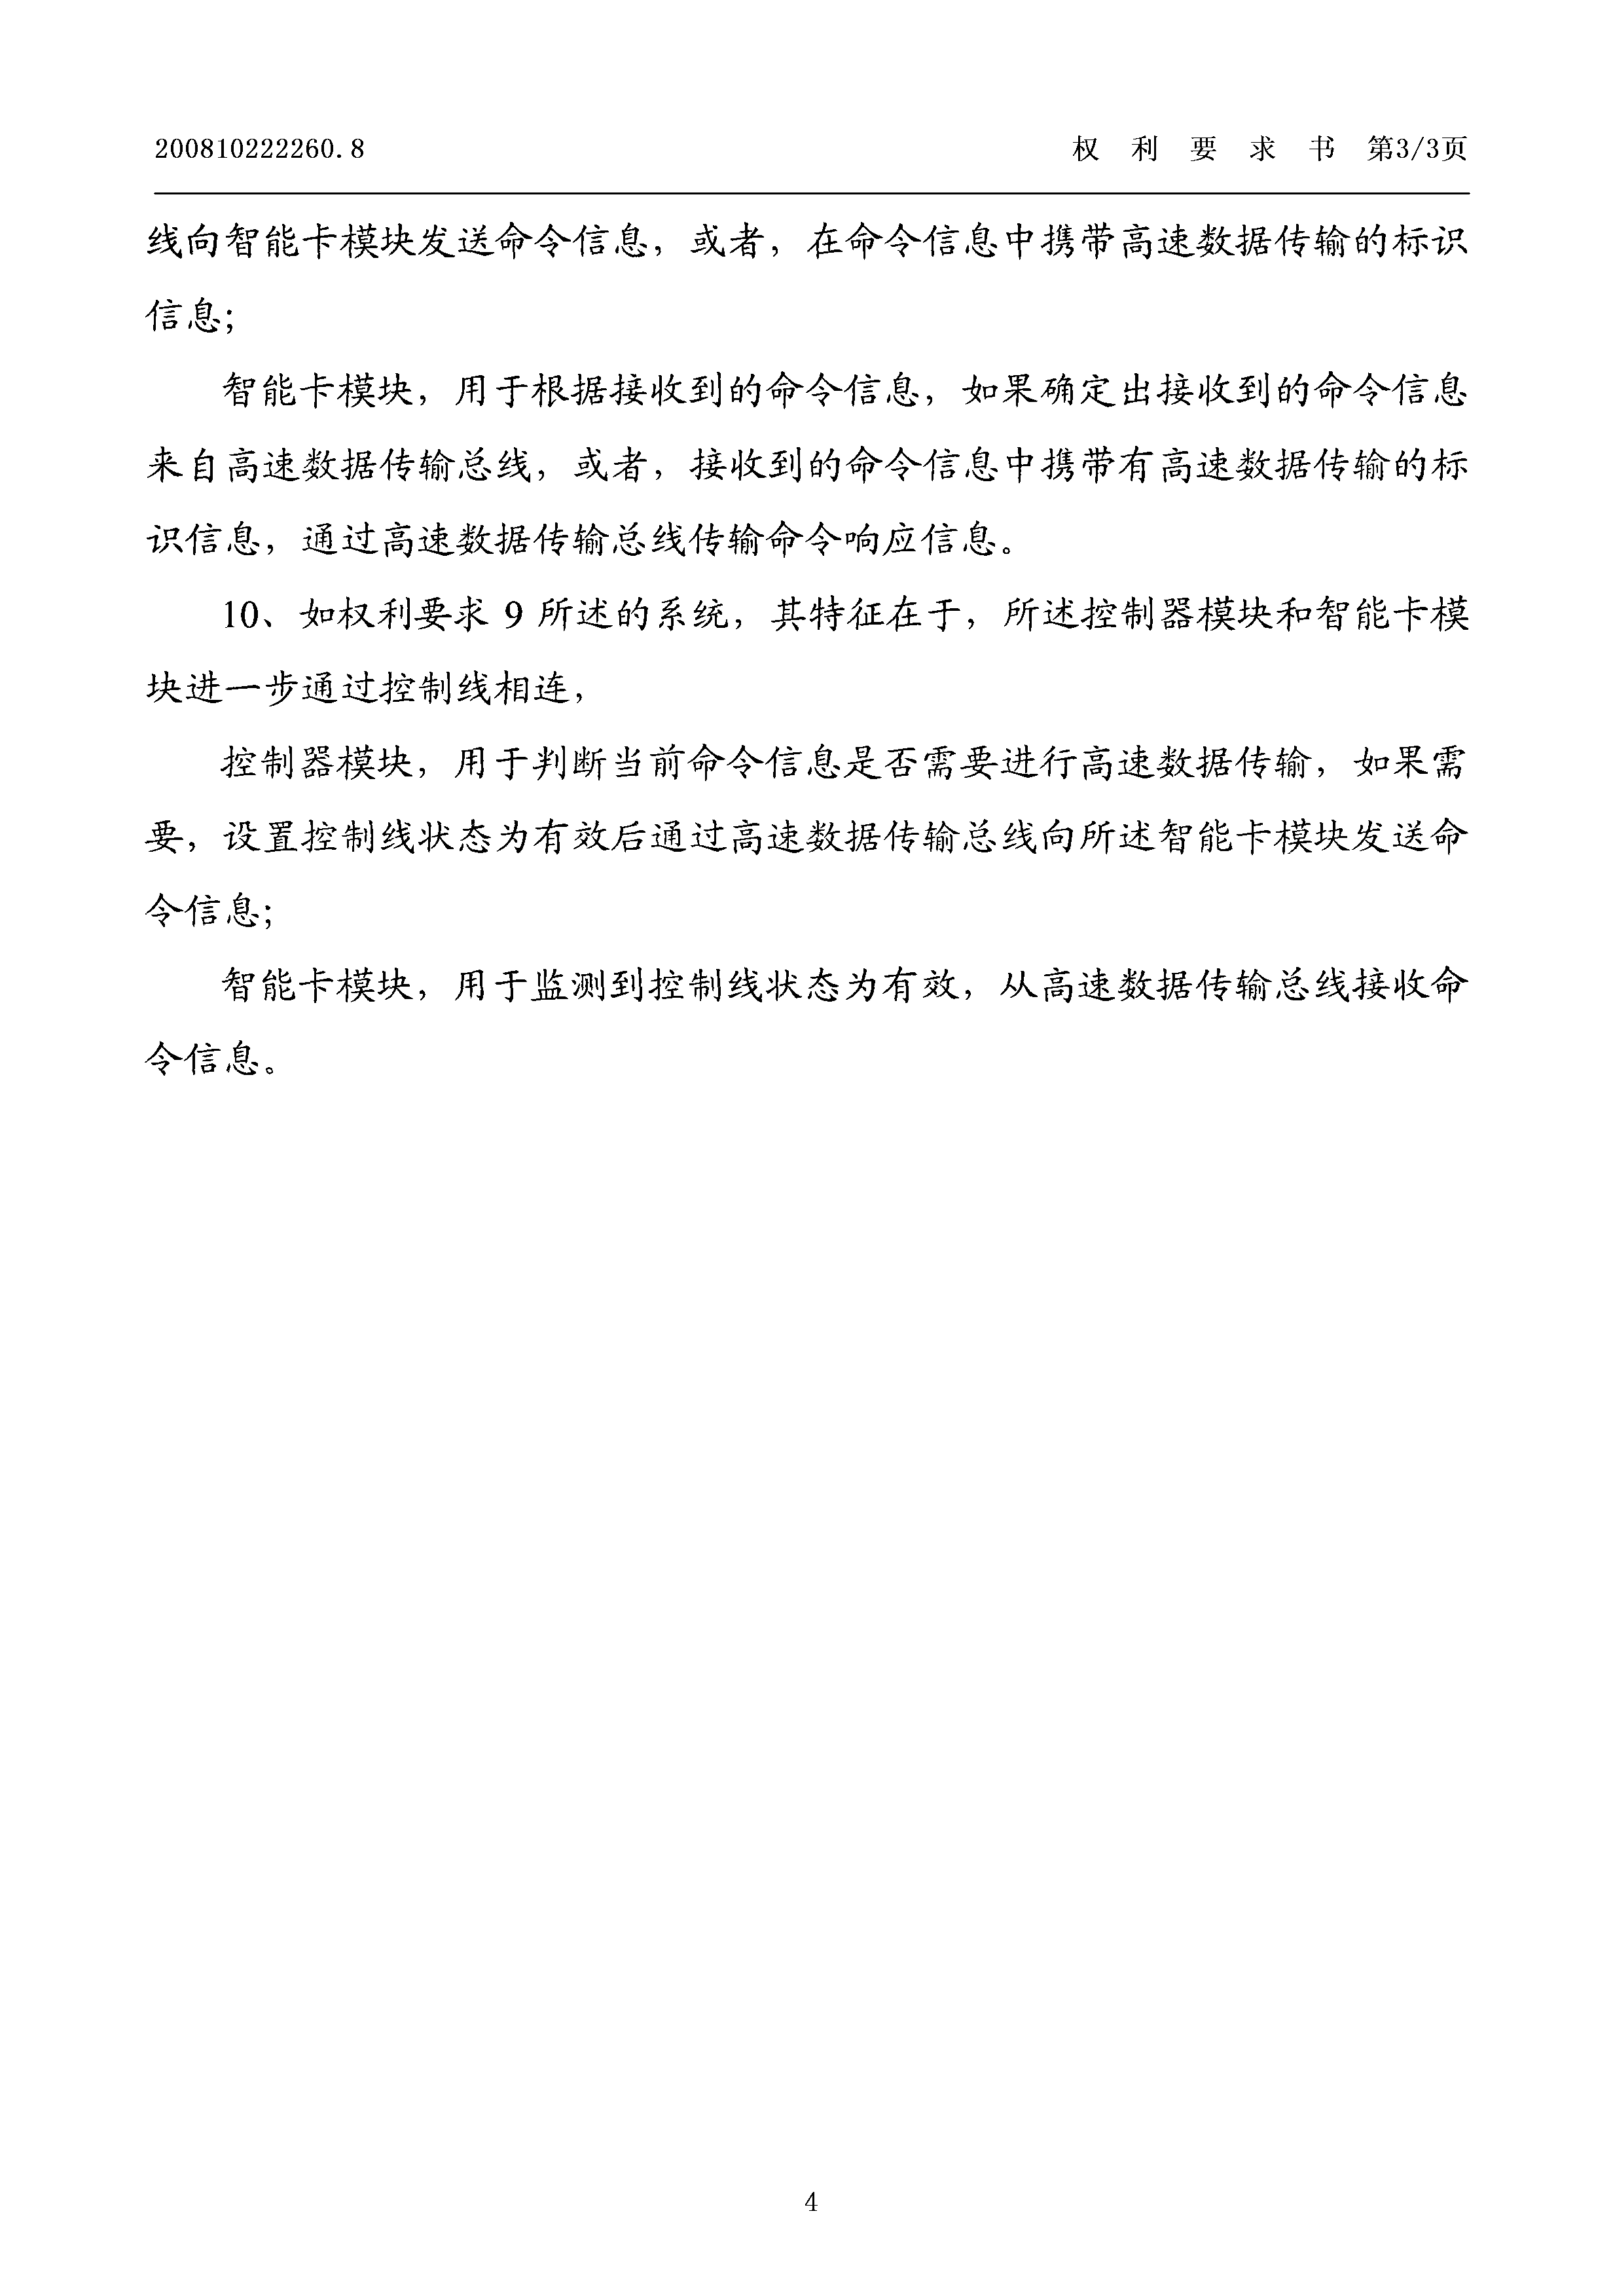 200810222260.8 权 利 要 求 书 第3/3页
线向智能卡模块发送命令信息，或者，在命令信息中携带高速数据传输的标识
信息；
智能卡模块，用于根据接收到的命令信息，如果确定出接收到的命令信息
来自高速数据传输总线，或者，接收到的命令信息中携带有高速数据传输的标
识信息，通过高速数据传输总线传输命令响应信息。
10、如权利要求 9 所述的系统，其特征在于，所述控制器模块和智能卡模
块进一步通过控制线相连，
控制器模块，用于判断当前命令信息是否需要进行高速数据传输，如果需
要，设置控制线状态为有效后通过高速数据传输总线向所述智能卡模块发送命
令信息；
智能卡模块，用于监测到控制线状态为有效，从高速数据传输总线接收命
令信息。
4